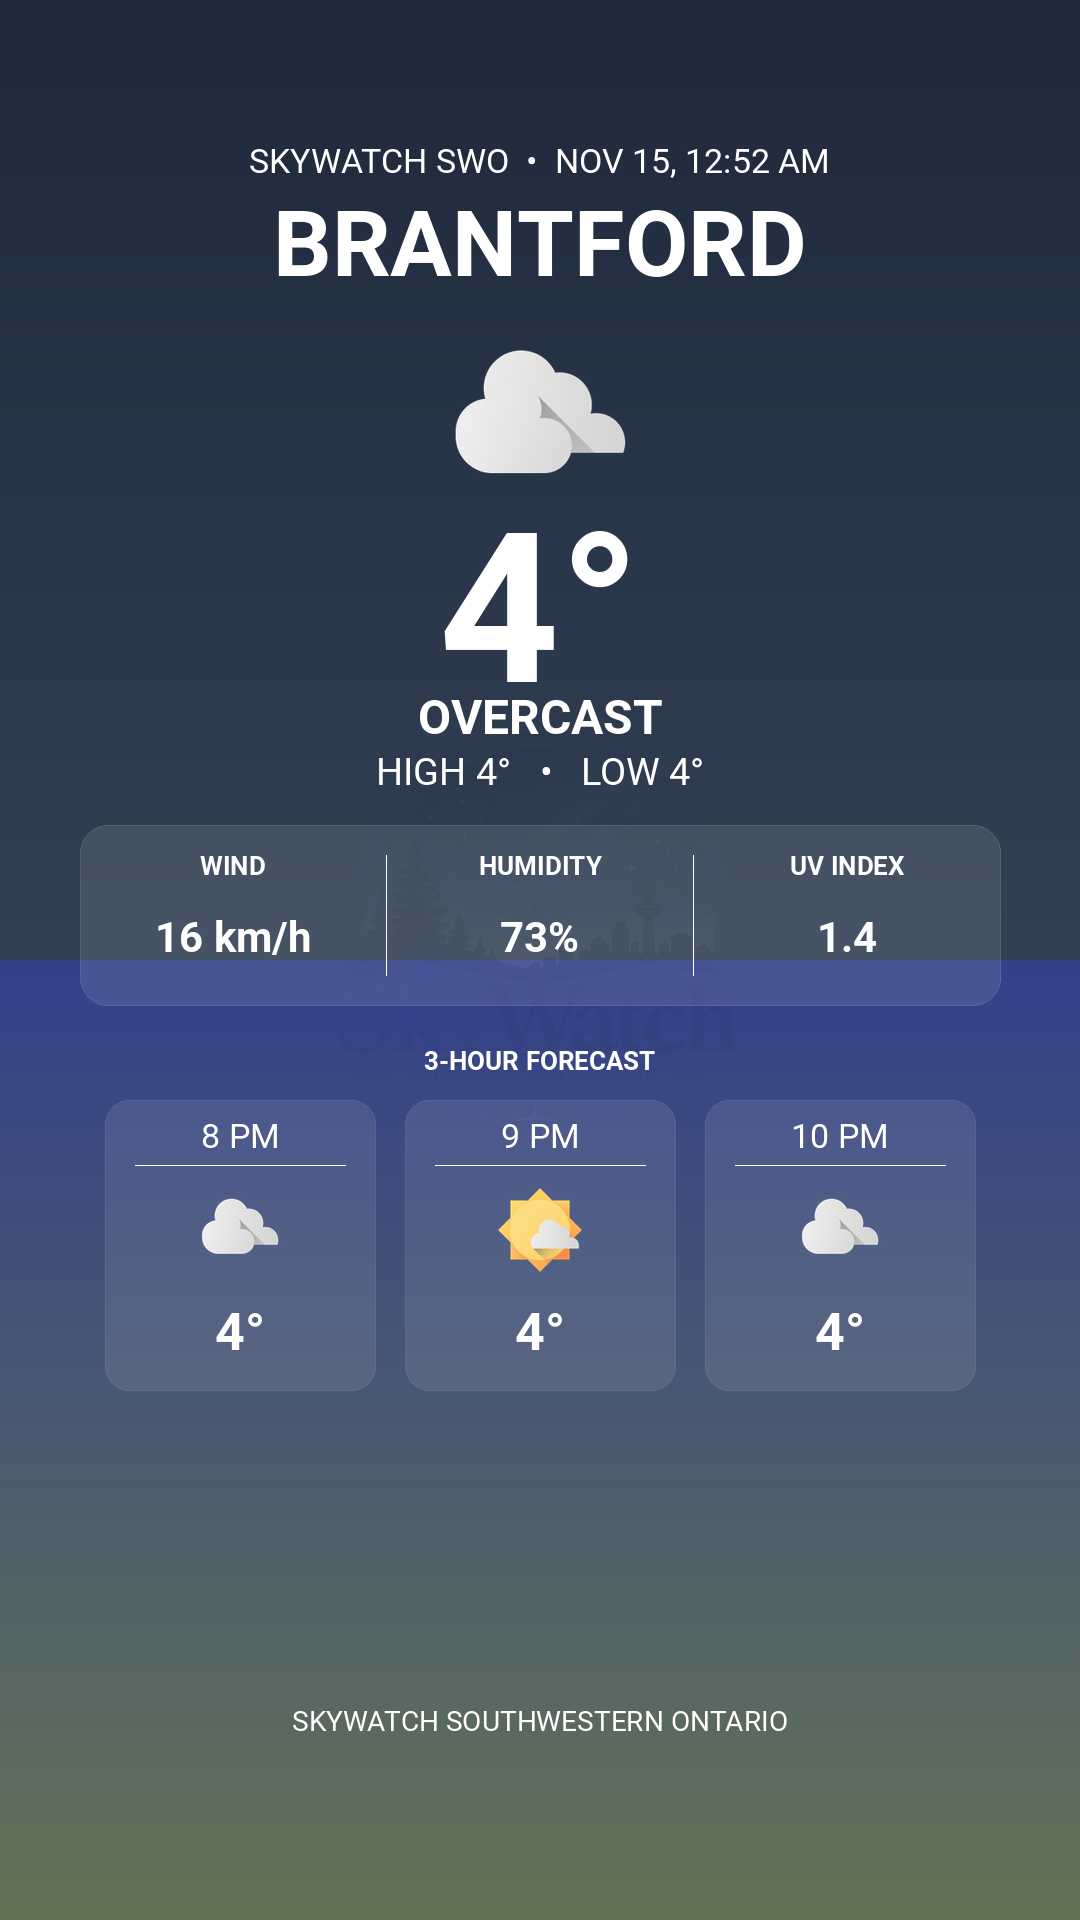 SKYWATCH SWO • NOV 15, 12:52 AM
BRANTFORD
4°
OVERCAST
HIGH 4° • LOW 4°
WIND HUMIDITY UV INDEX
16 km/h 73% 1.4
SkyWatch
3-HOUR FORECAST
8 PM 9 PM 10 PM
4° 4° 4°
SKYWATCH SOUTHWESTERN ONTARIO